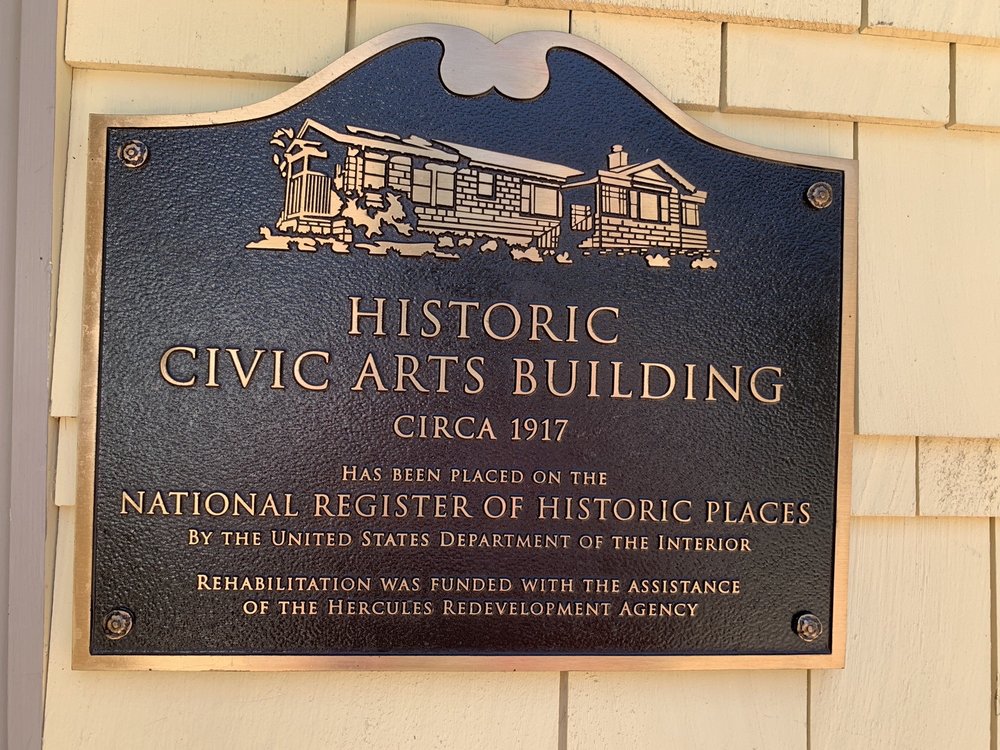 HISTORIC
CIVIC ARTS BUILDING
CIRCA 1917
HAS BEEN PLACED ON THE
NATIONAL REGISTER OF HISTORIC PLACES
BY THE UNITED STATES DEPARTMENT OF THE INTERIOR
REHABILITATION WAS FUNDED WITH THE ASSISTANCE
OF THE HERCULES REDEVELOPMENT AGENCY